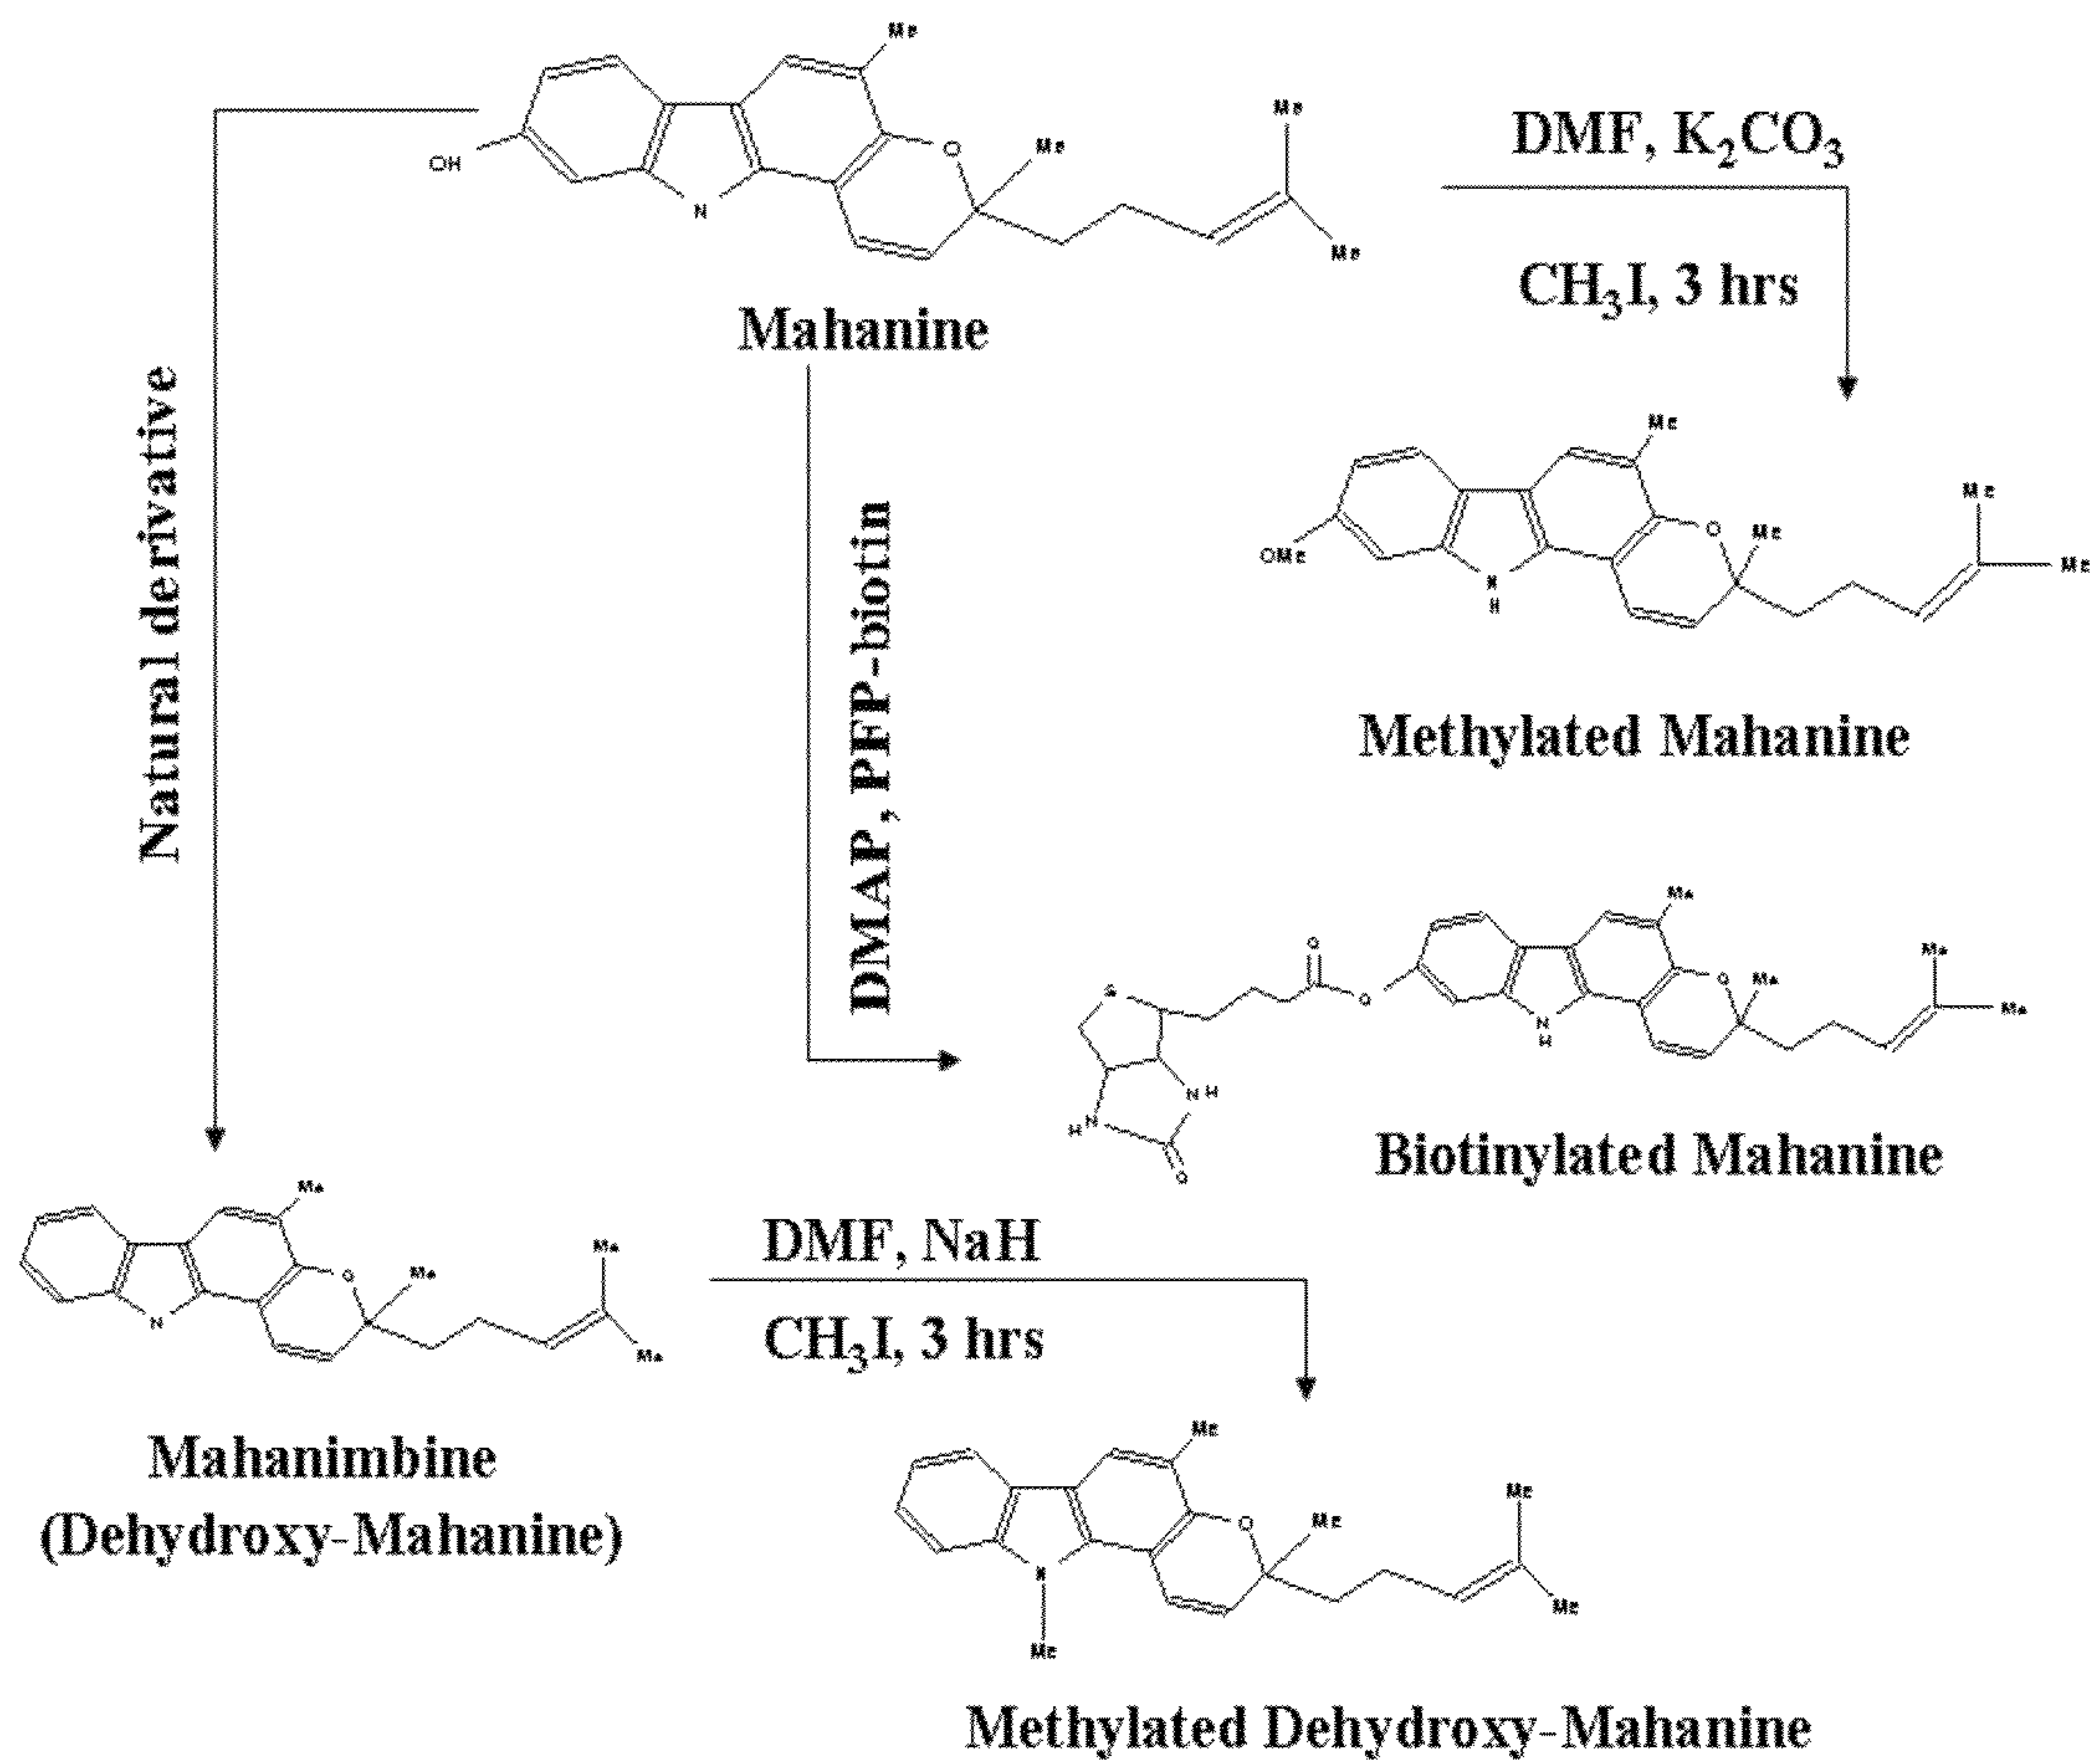 Me
OH
N
O
Me
Me
Me
Mahanine
DMF, K₂CO₃
CH₃I, 3 hrs
Natural derivative
DMAP, PFP-biotin
Me
OMe
N
H
O
Me
Me
Me
Methylated Mahanine
Me
O
O
S
N H
H N
O
N
H
O
Me
Me
Me
Biotinylated Mahanine
Me
N
O
Me
Me
Me
Mahanimbine
(Dehydroxy-Mahanine)
DMF, NaH
CH₃I, 3 hrs
Me
N
Me
O
Me
Me
Me
Methylated Dehydroxy-Mahanine